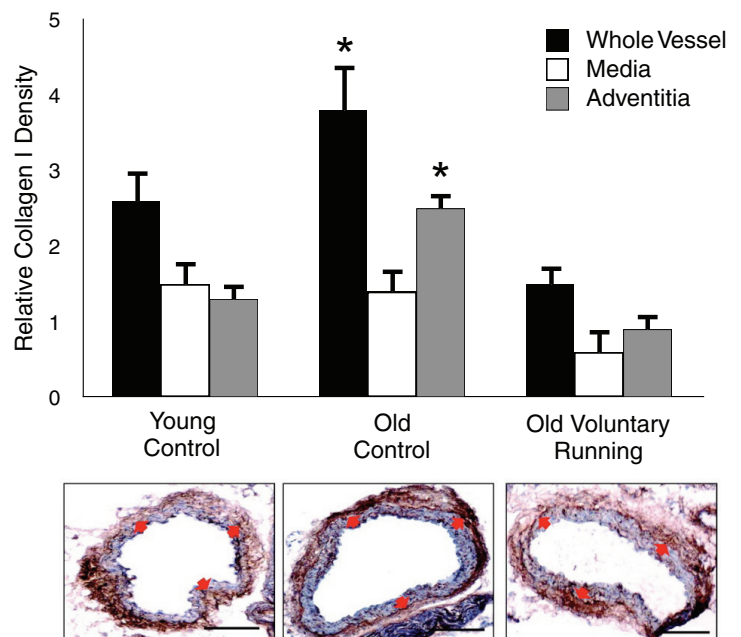 5
4
3
2
1
0
Relative Collagen I Density
*
*
Whole Vessel
Media
Adventitia
Young
Control
Old
Control
Old Voluntary
Running